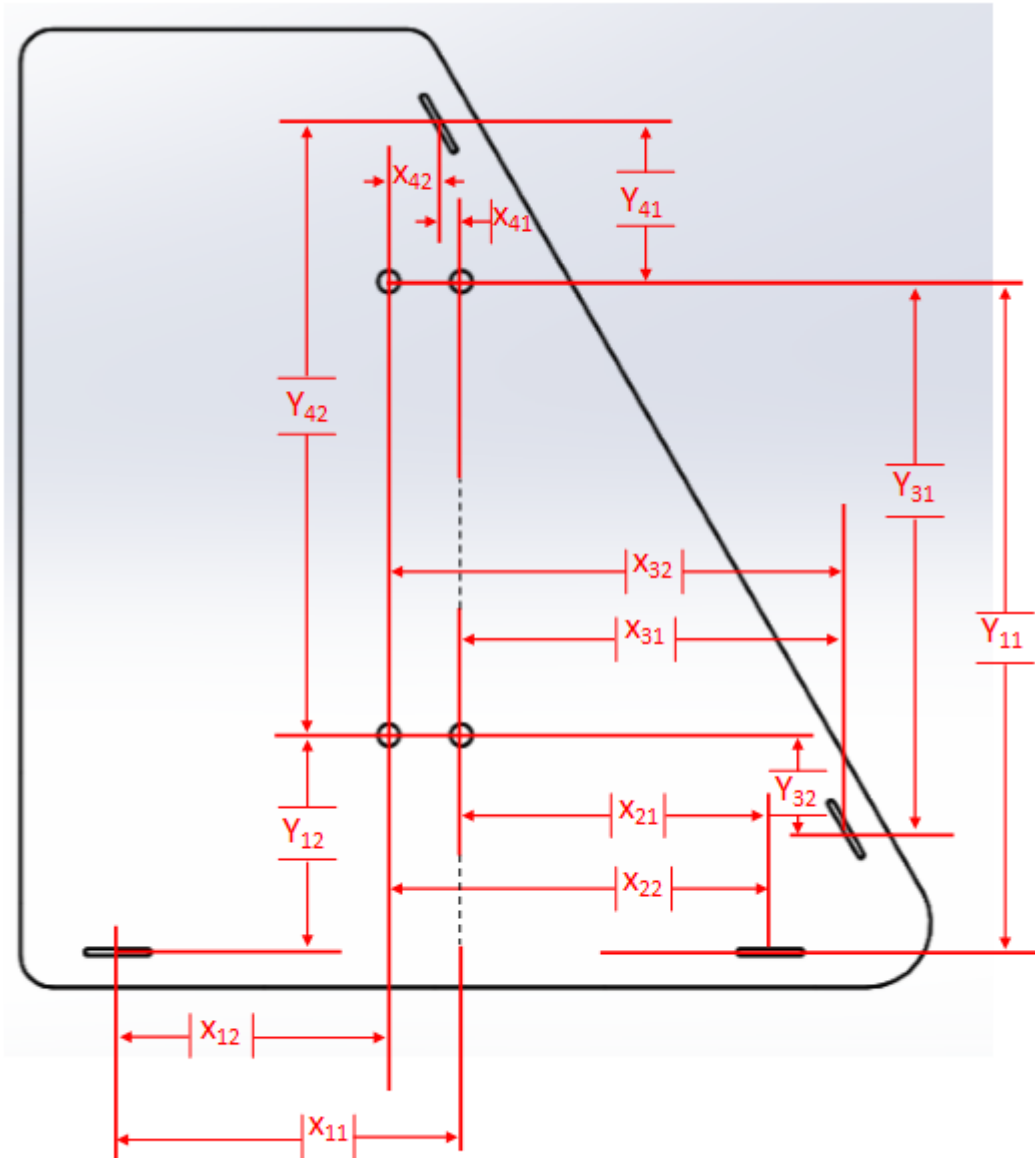 X₄₂
Y₄₁
X₄₁
Y₄₂
Y₃₁
X₃₂
X₃₁
Y₁₁
Y₃₂
X₂₁
Y₁₂
X₂₂
X₁₂
X₁₁